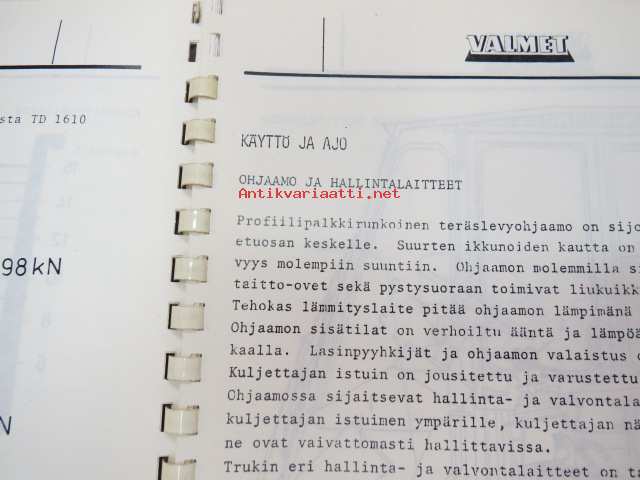 VALMET
sta TD 1610
98kN
N
KÄYTTÖ JA AJO
OHJAAMO JA HALLINTALAITTEET
Antikvariaatti.net
Profiilipalkkirunkoinen teräslevyohjaamo on sijo
etuosan keskelle. Suurten ikkunoiden kautta on
vyys molempiin suuntiin. Ohjaamon molemmilla si
taitto-ovet sekä pystysuoraan toimivat liukuikk
Tehokas lämmityslaite pitää ohjaamon lämpimänä
Ohjaamon sisätilat on verhoiltu ääntä ja lämpöä
kaalla. Lasinpyyhkijät ja ohjaamon valaistus o
Kuljettajan istuin on jousitettu ja varustettu
Ohjaamossa sijaitsevat hallinta- ja valvontala
kuljettajan istuimen ympärille, kuljettajan nä
ne ovat vaivattomasti hallittavissa.
Trukin eri hallinta- ja valvontalaitteet on ta